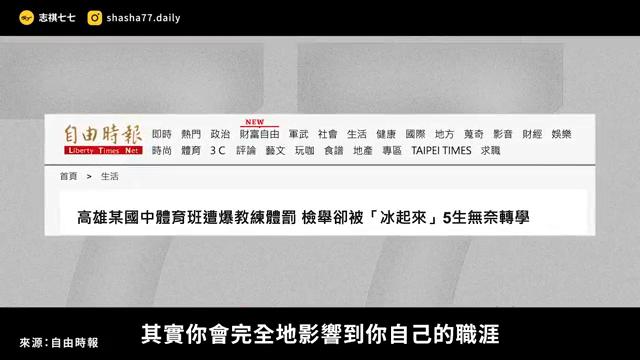 志祺七七 shasha77.daily
NEW
自由時報 即時 熱門 政治 財富自由 軍武 社會 生活 健康 國際 地方 蒐奇 影音 財經 娛樂
Liberty Times Net 時尚 體育 3 C 評論 藝文 玩咖 食譜 地產 專區 TAIPEI TIMES 求職
首頁 > 生活
高雄某國中體育班遭爆教練體罰 檢舉卻被「冰起來」5生無奈轉學
其實你會完全地影響到你自己的職涯
來源：自由時報